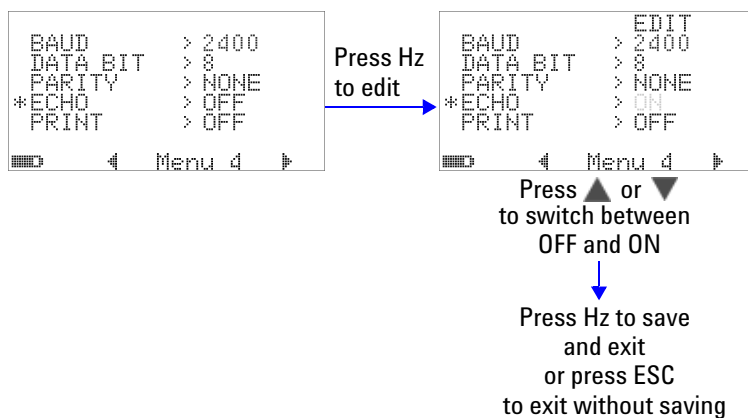 BAUD > 2400
DATA BIT > 8
PARITY > NONE
*ECHO > OFF
PRINT > OFF
Menu 4
Press Hz
to edit
EDIT
BAUD > 2400
DATA BIT > 8
PARITY > NONE
*ECHO > ON
PRINT > OFF
Menu 4
Press ▲ or ▼
to switch between
OFF and ON
Press Hz to save
and exit
or press ESC
to exit without saving